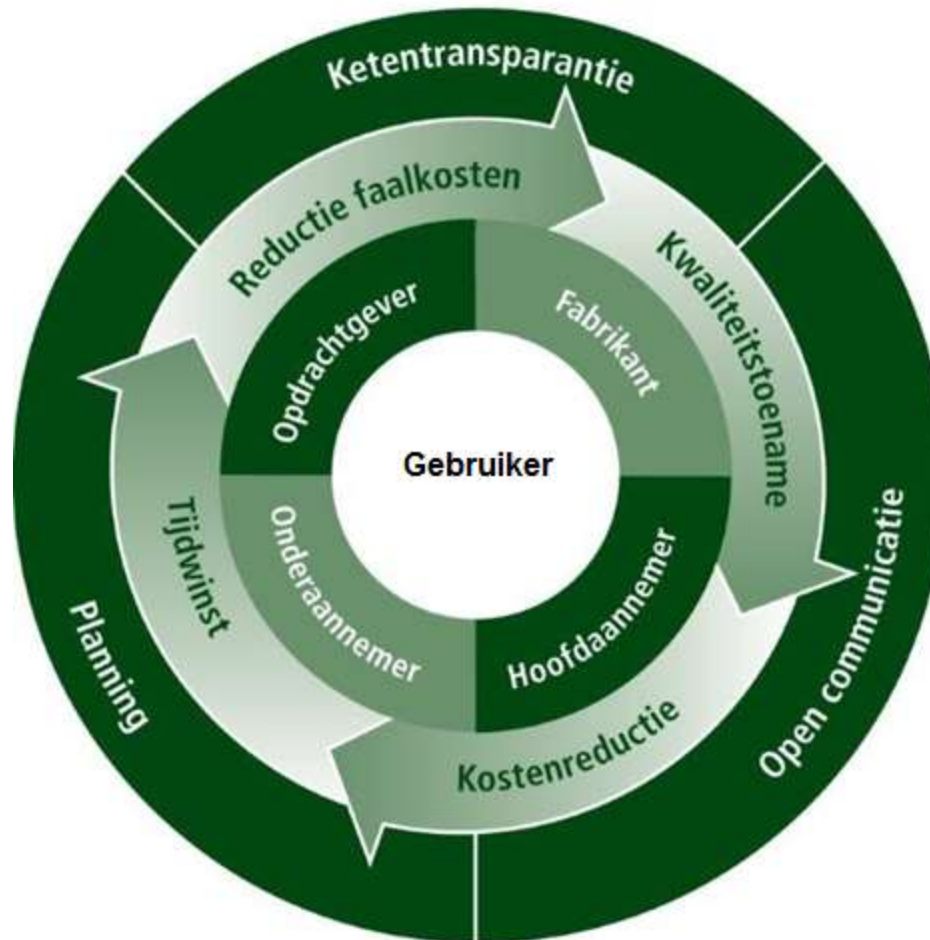 Ketentransparantie
Reductie faalkosten
Kwaliteitstoename
Opdrachtgever
Fabrikant
Gebruiker
Tijdwinst
Onderaannemer
Hoofdaannemer
Planning
Open communicatie
Kostenreductie